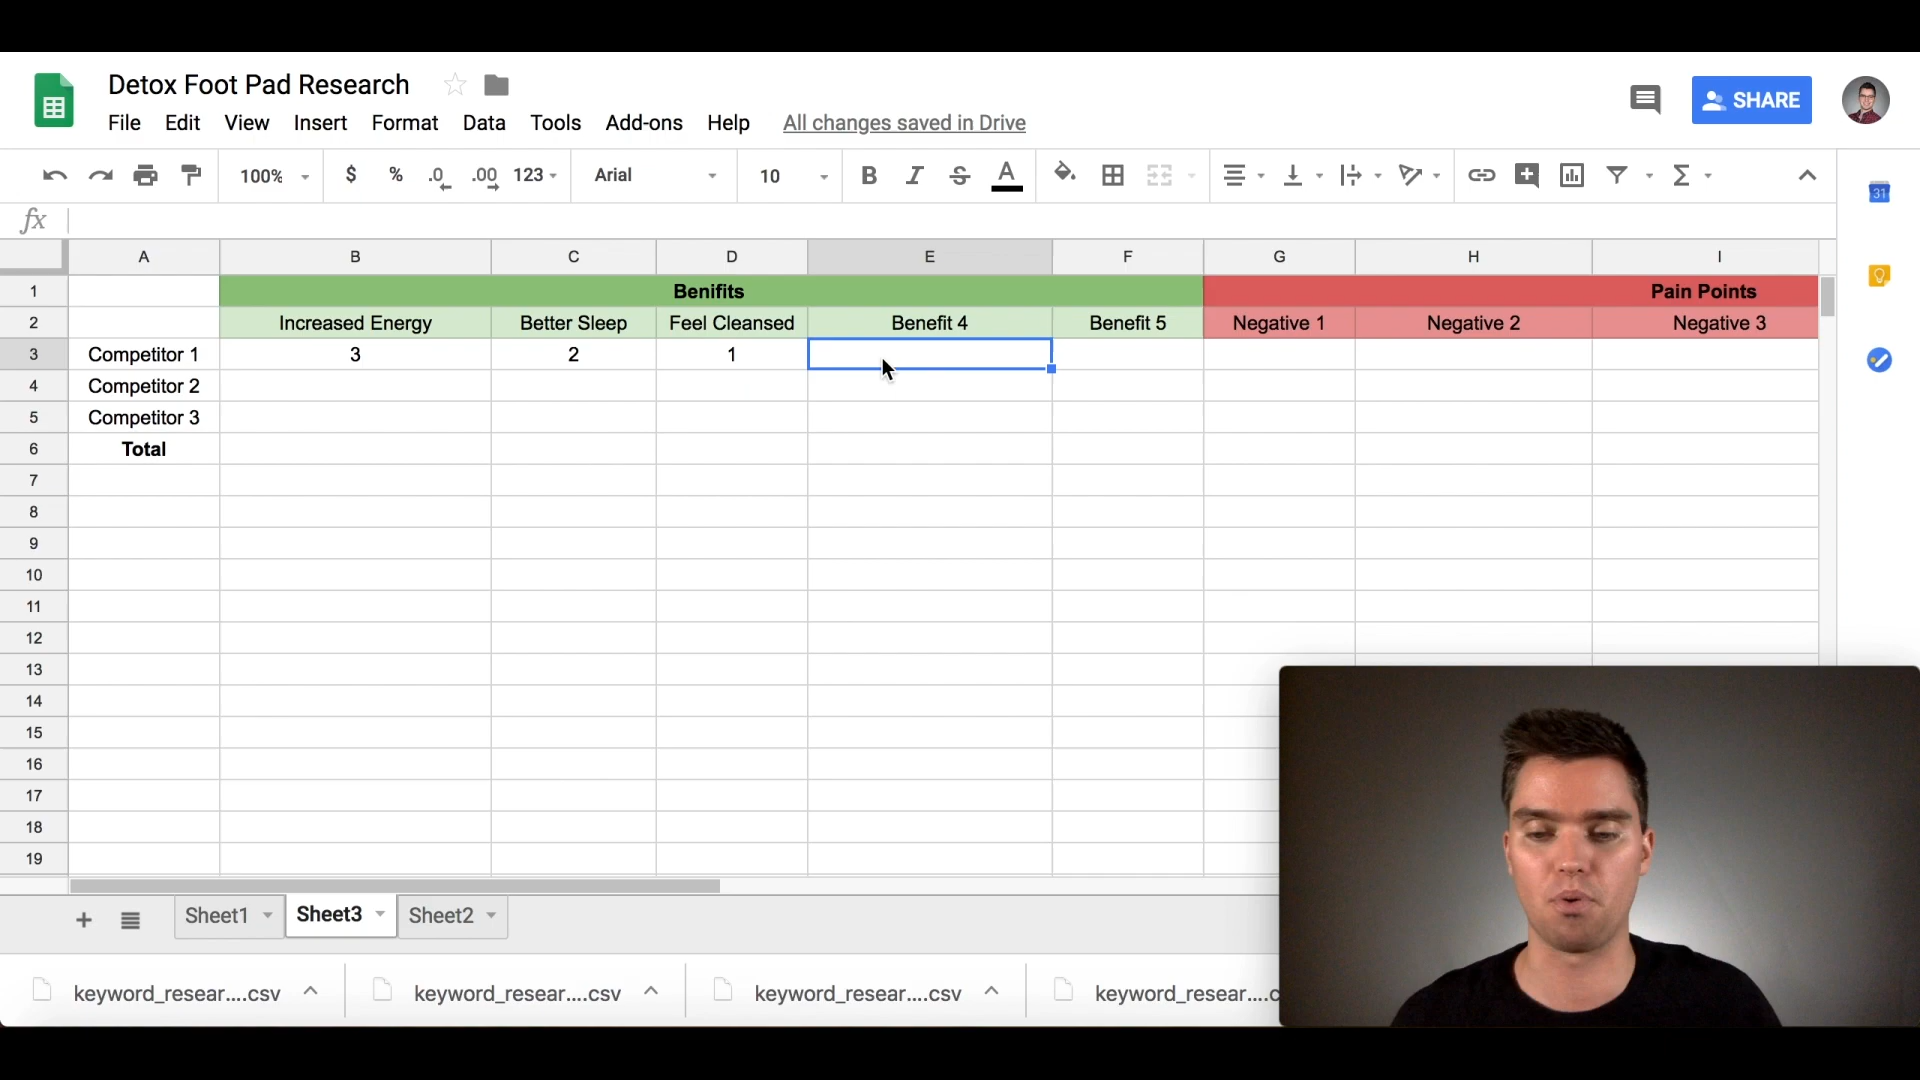 Detox Foot Pad Research
File Edit View Insert Format Data Tools Add-ons Help All changes saved in Drive
SHARE
100% $ % .0 .00 123 Arial 10 B I S A
31
fx
A B C D E F G H I
1 Benifits Pain Points
2 Increased Energy Better Sleep Feel Cleansed Benefit 4 Benefit 5 Negative 1 Negative 2 Negative 3
3 Competitor 1 3 2 1
4 Competitor 2
5 Competitor 3
6 Total
7
8
9
10
11
12
13
14
15
16
17
18
19
Sheet1 Sheet3 Sheet2
keyword_resear....csv keyword_resear....csv keyword_resear....csv keyword_resear....c